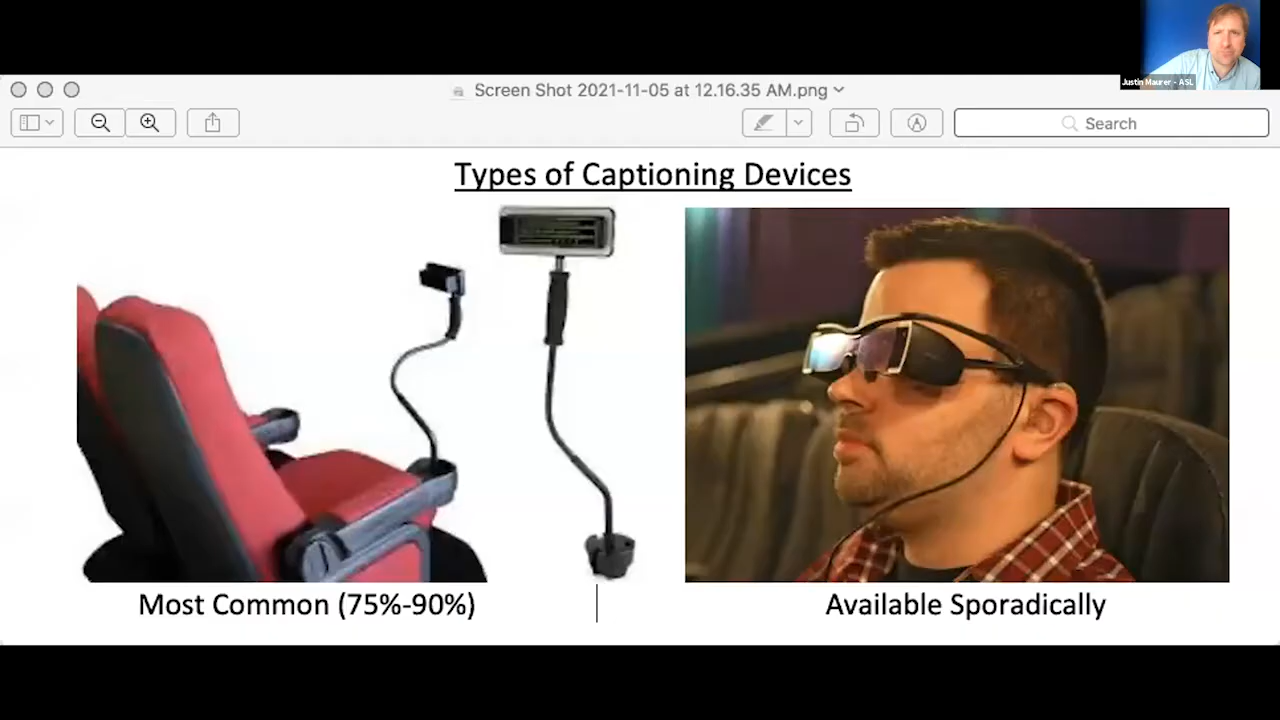 Justin Maurer - ASL
Screen Shot 2021-11-05 at 12.16.35 AM.png
Search
Types of Captioning Devices
Most Common (75%-90%)
Available Sporadically